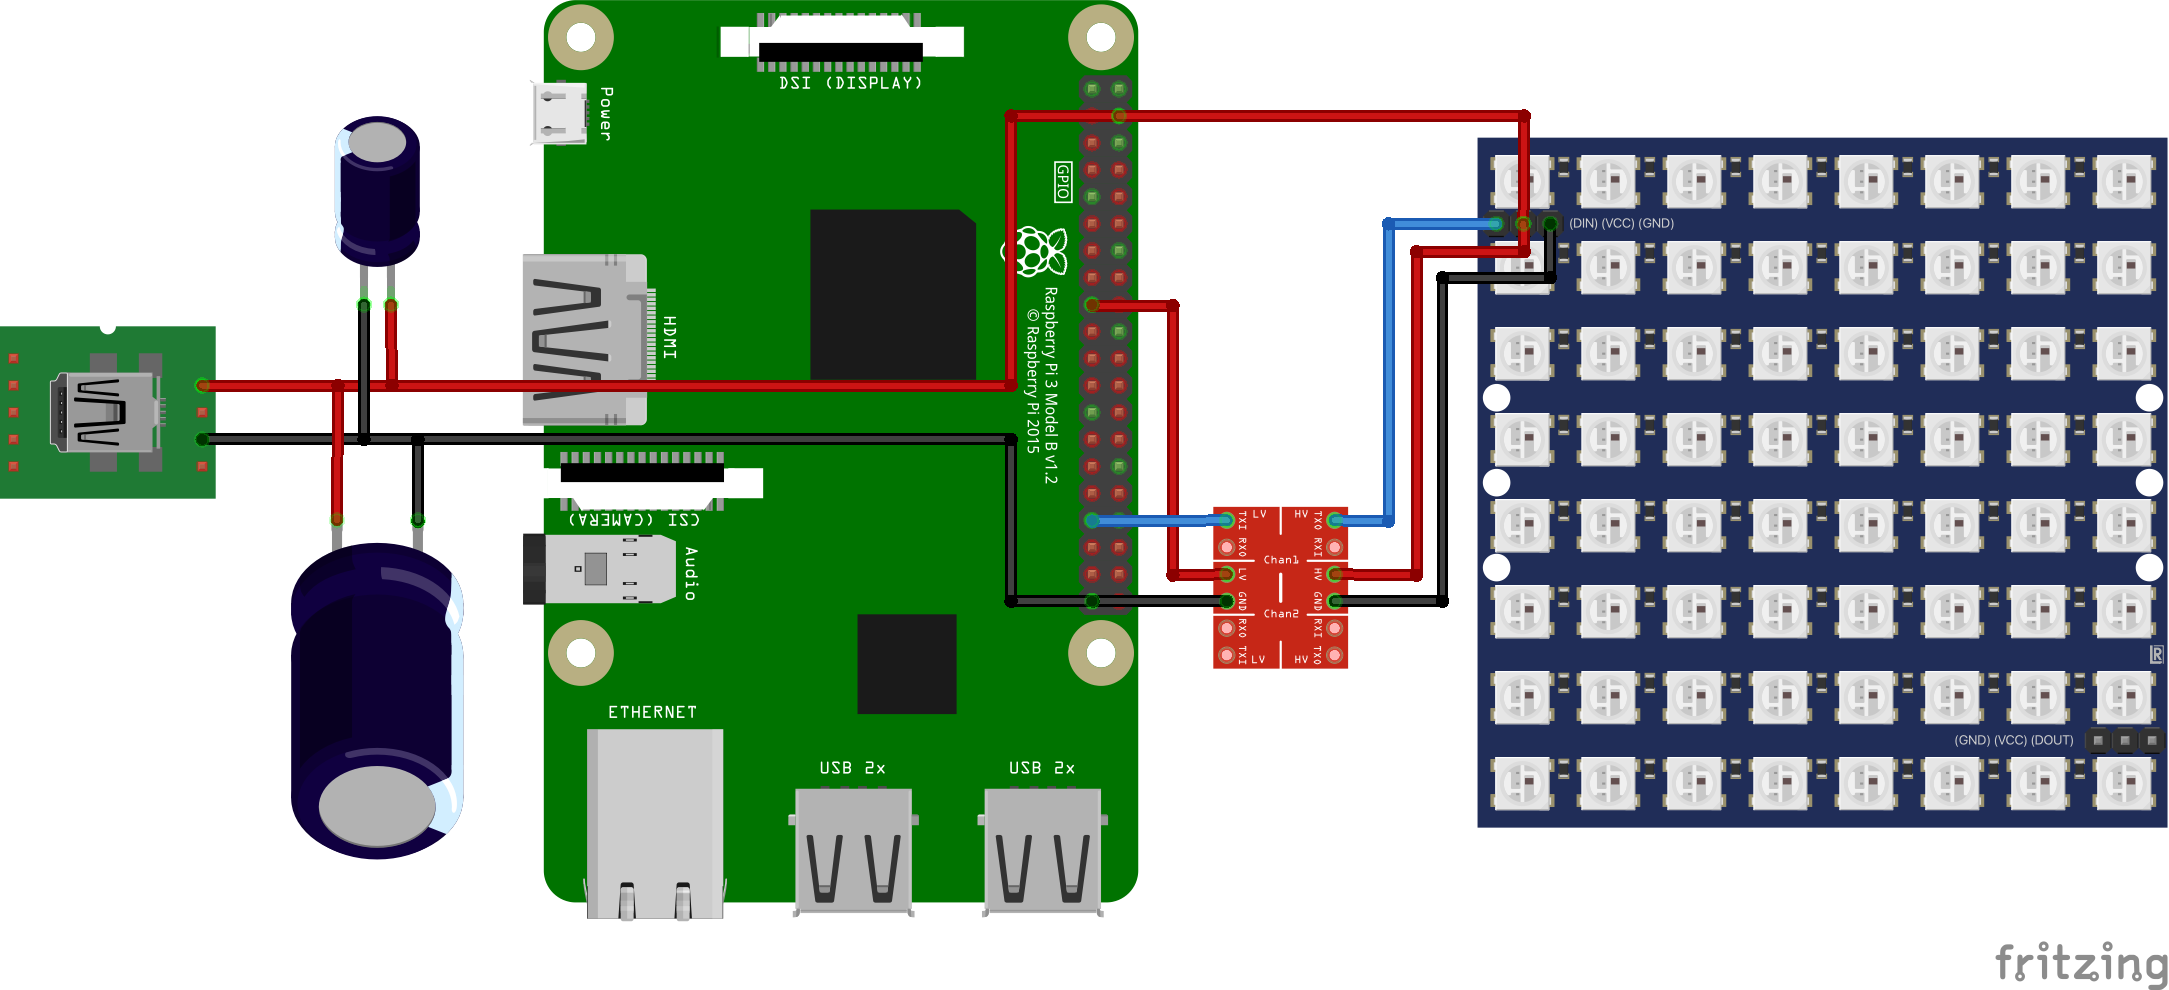 DSI (DISPLAY)
Power
GPIO
HDMI
Raspberry Pi 3 Model B v1.2
© Raspberry Pi 2015
CSI (CAMERA)
Audio
ETHERNET
USB 2x
USB 2x
TXI LV HV TXO
RXO RXI
Chan1
LV HV
GND GND
Chan2
RXO RXI
TXI LV HV TXO
(DIN) (VCC) (GND)
R
(GND) (VCC) (DOUT)
fritzing